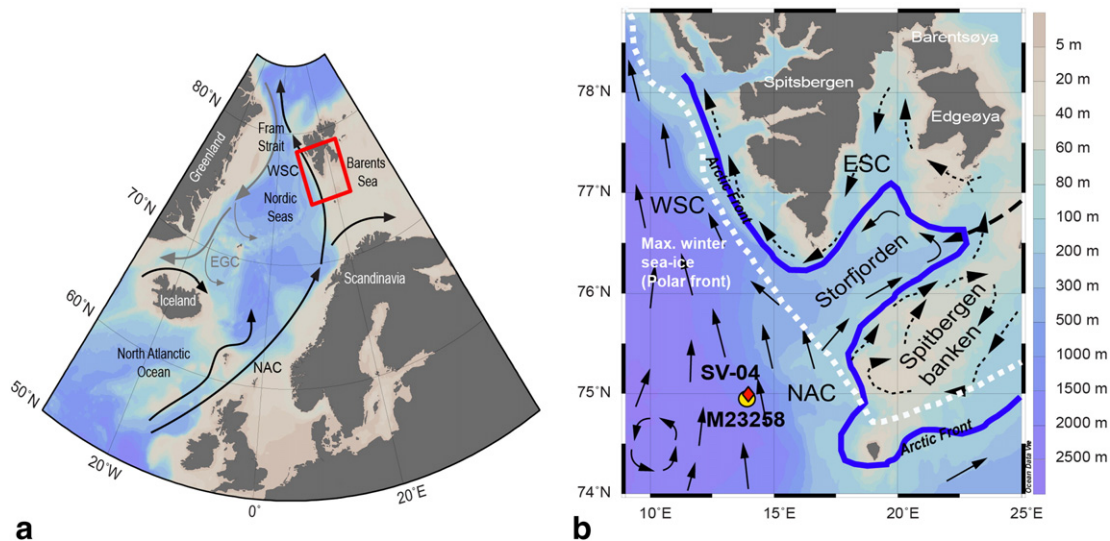 80°N
70°N
60°N
50°N
20°W
0°
20°E
Greenland
Fram
Strait
WSC
Barents
Sea
Nordic
Seas
EGC
Iceland
Scandinavia
North Atlantic
Ocean
NAC
a
78°N
77°N
76°N
75°N
74°N
10°E
15°E
20°E
25°E
Barentsøya
Spitsbergen
Edgeøya
ESC
Arctic Front
WSC
Max. winter
sea-ice
(Polar front)
Storfjorden
Spitbergen
banken
SV-04
NAC
M23258
Arctic Front
Ocean Data Vie
b
5 m
20 m
40 m
60 m
80 m
100 m
200 m
300 m
500 m
1000 m
1500 m
2000 m
2500 m